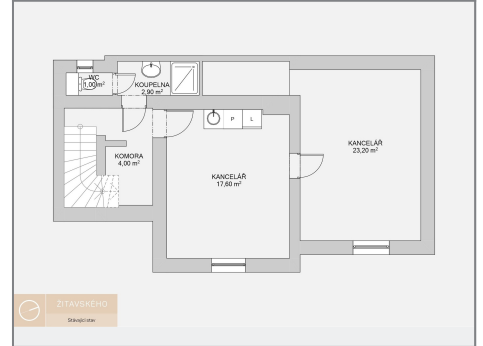 WC
1,00 m²
KOUPELNA
2,90 m²
KOMORA
4,00 m²
P
L
KANCELÁŘ
17,60 m²
KANCELÁŘ
23,20 m²
ŽITAVSKÉHO
Stávající stav